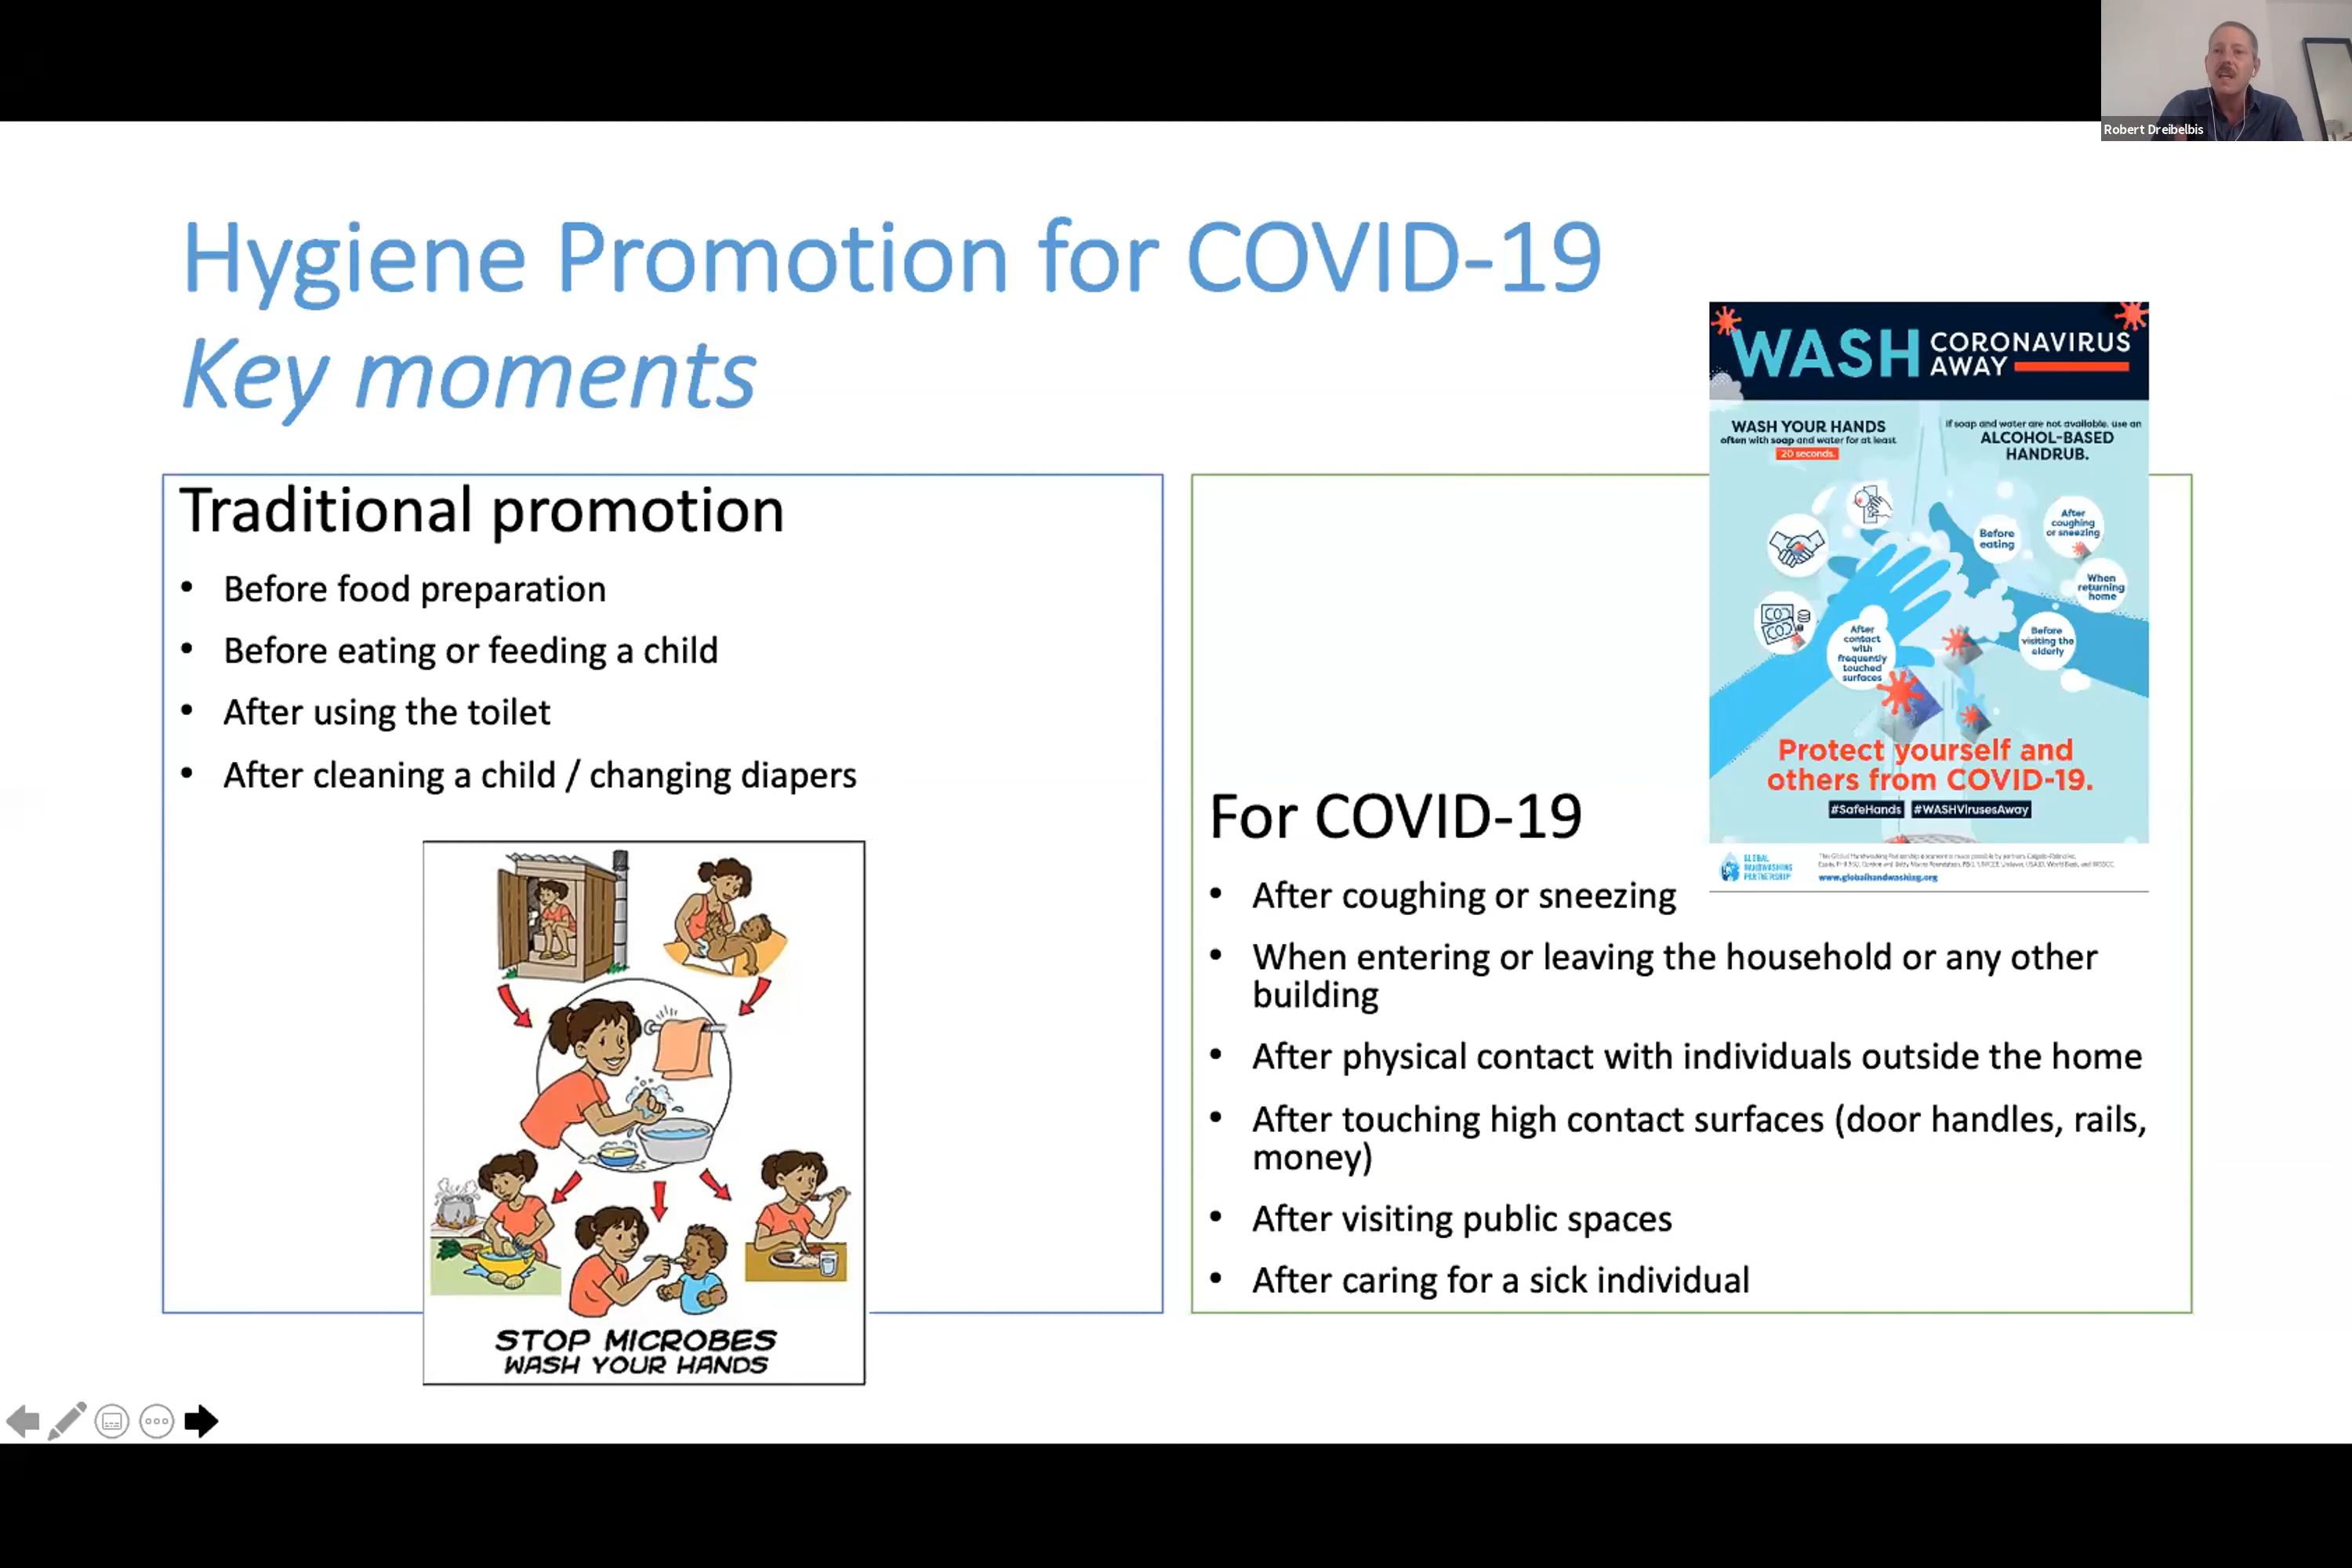 Robert Dreibelbis
Hygiene Promotion for COVID-19
Key moments
Traditional promotion
• Before food preparation
• Before eating or feeding a child
• After using the toilet
• After cleaning a child / changing diapers
STOP MICROBES
WASH YOUR HANDS
WASH CORONAVIRUS
AWAY
WASH YOUR HANDS
often with soap and water for at least
20 seconds.
If soap and water are not available, use an
ALCOHOL-BASED
HANDRUB.
Before
eating
After
coughing
or sneezing
When
returning
home
Before
visiting the
elderly
After
contact
with
frequently
touched
surfaces
Protect yourself and
others from COVID-19.
#SafeHands #WASHVirusesAway
GLOBAL
HANDWASHING
PARTNERSHIP
www.globalhandwashing.org
For COVID-19
• After coughing or sneezing
• When entering or leaving the household or any other
building
• After physical contact with individuals outside the home
• After touching high contact surfaces (door handles, rails,
money)
• After visiting public spaces
• After caring for a sick individual